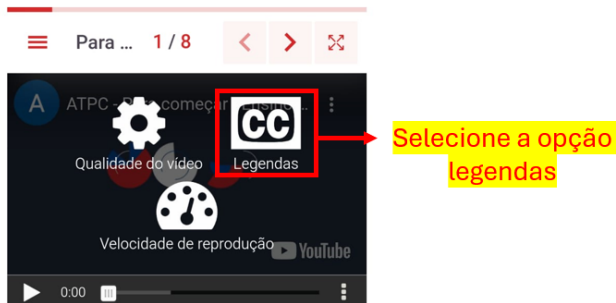 Para ... 1 / 8
A ATPC - Para começar
Qualidade do vídeo
CC
Legendas
Velocidade de reprodução
YouTube
0:00
Selecione a opção
legendas